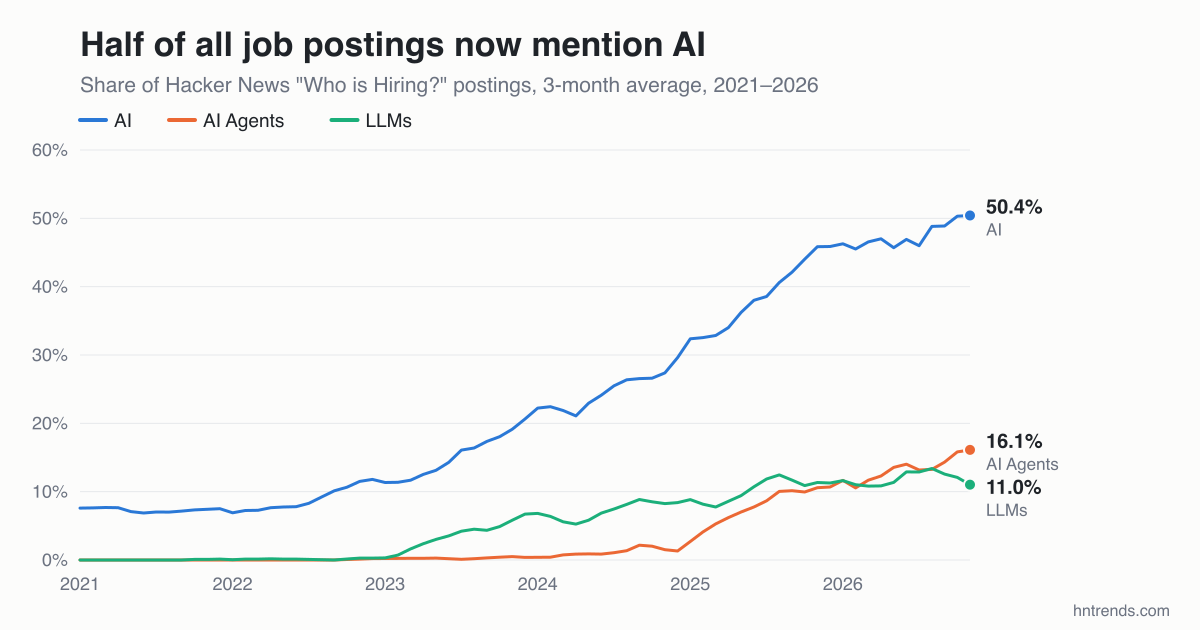 Half of all job postings now mention AI
Share of Hacker News "Who is Hiring?" postings, 3-month average, 2021–2026
AI AI Agents LLMs
60%
50%
40%
30%
20%
10%
0%
50.4%
AI
16.1%
AI Agents
11.0%
LLMs
2021 2022 2023 2024 2025 2026
hntrends.com